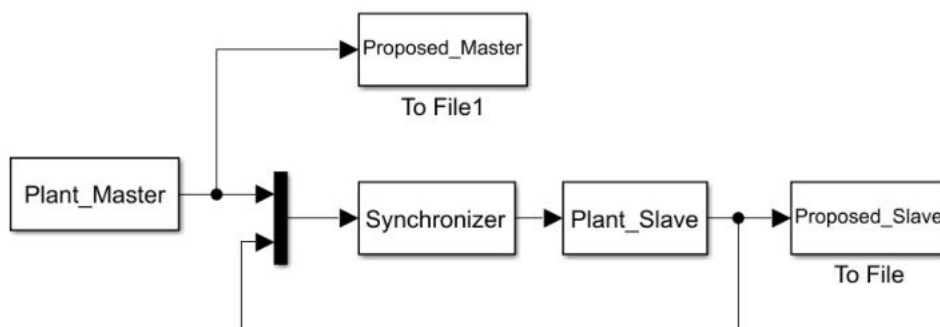 Proposed_Master
To File1
Plant_Master
Synchronizer
Plant_Slave
Proposed_Slave
To File